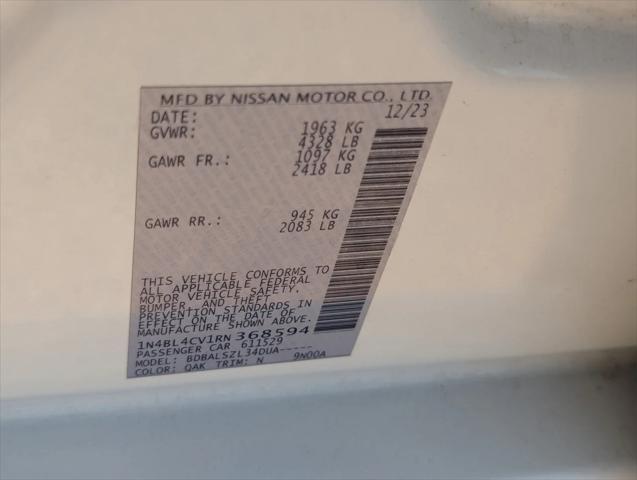 MFD BY NISSAN MOTOR CO., LTD.
DATE: 12/23
GVWR: 1963 KG
4328 LB
GAWR FR.: 1097 KG
2418 LB
GAWR RR.: 945 KG
2083 LB
THIS VEHICLE CONFORMS TO
ALL APPLICABLE FEDERAL
MOTOR VEHICLE SAFETY,
BUMPER, AND THEFT
PREVENTION STANDARDS IN
EFFECT ON THE DATE OF
MANUFACTURE SHOWN ABOVE.
1N4BL4CV1RN368594
PASSENGER CAR 611529
MODEL: BDBALSZL34DUA-----
COLOR: QAK TRIM: N 9N00A